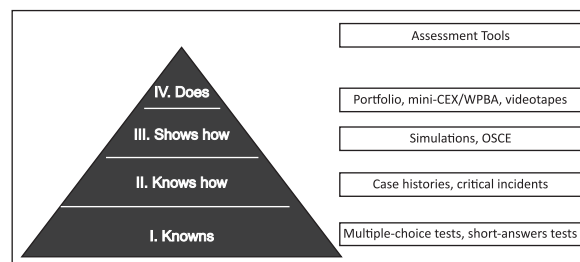 Assessment Tools
IV. Does
Portfolio, mini-CEX/WPBA, videotapes
III. Shows how
Simulations, OSCE
II. Knows how
Case histories, critical incidents
I. Knowns
Multiple-choice tests, short-answers tests